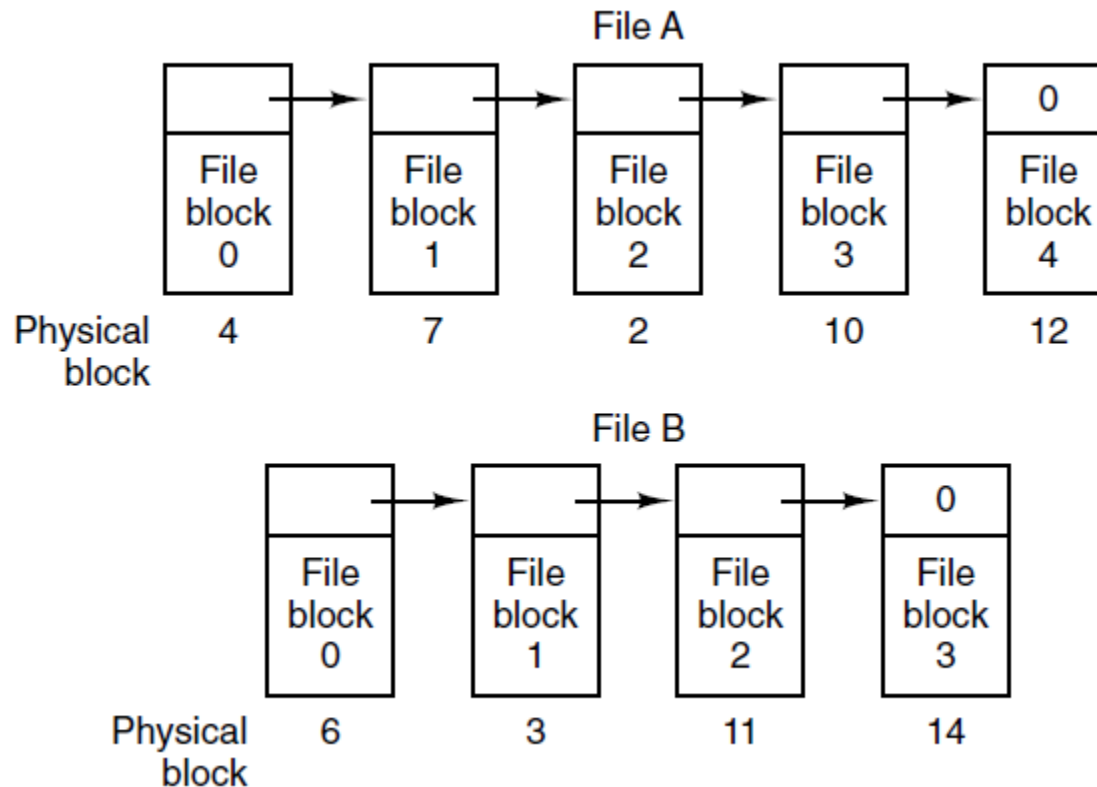 File A
0
File File File File File
block block block block block
0 1 2 3 4
Physical 4 7 2 10 12
block
File B
0
File File File File
block block block block
0 1 2 3
Physical 6 3 11 14
block